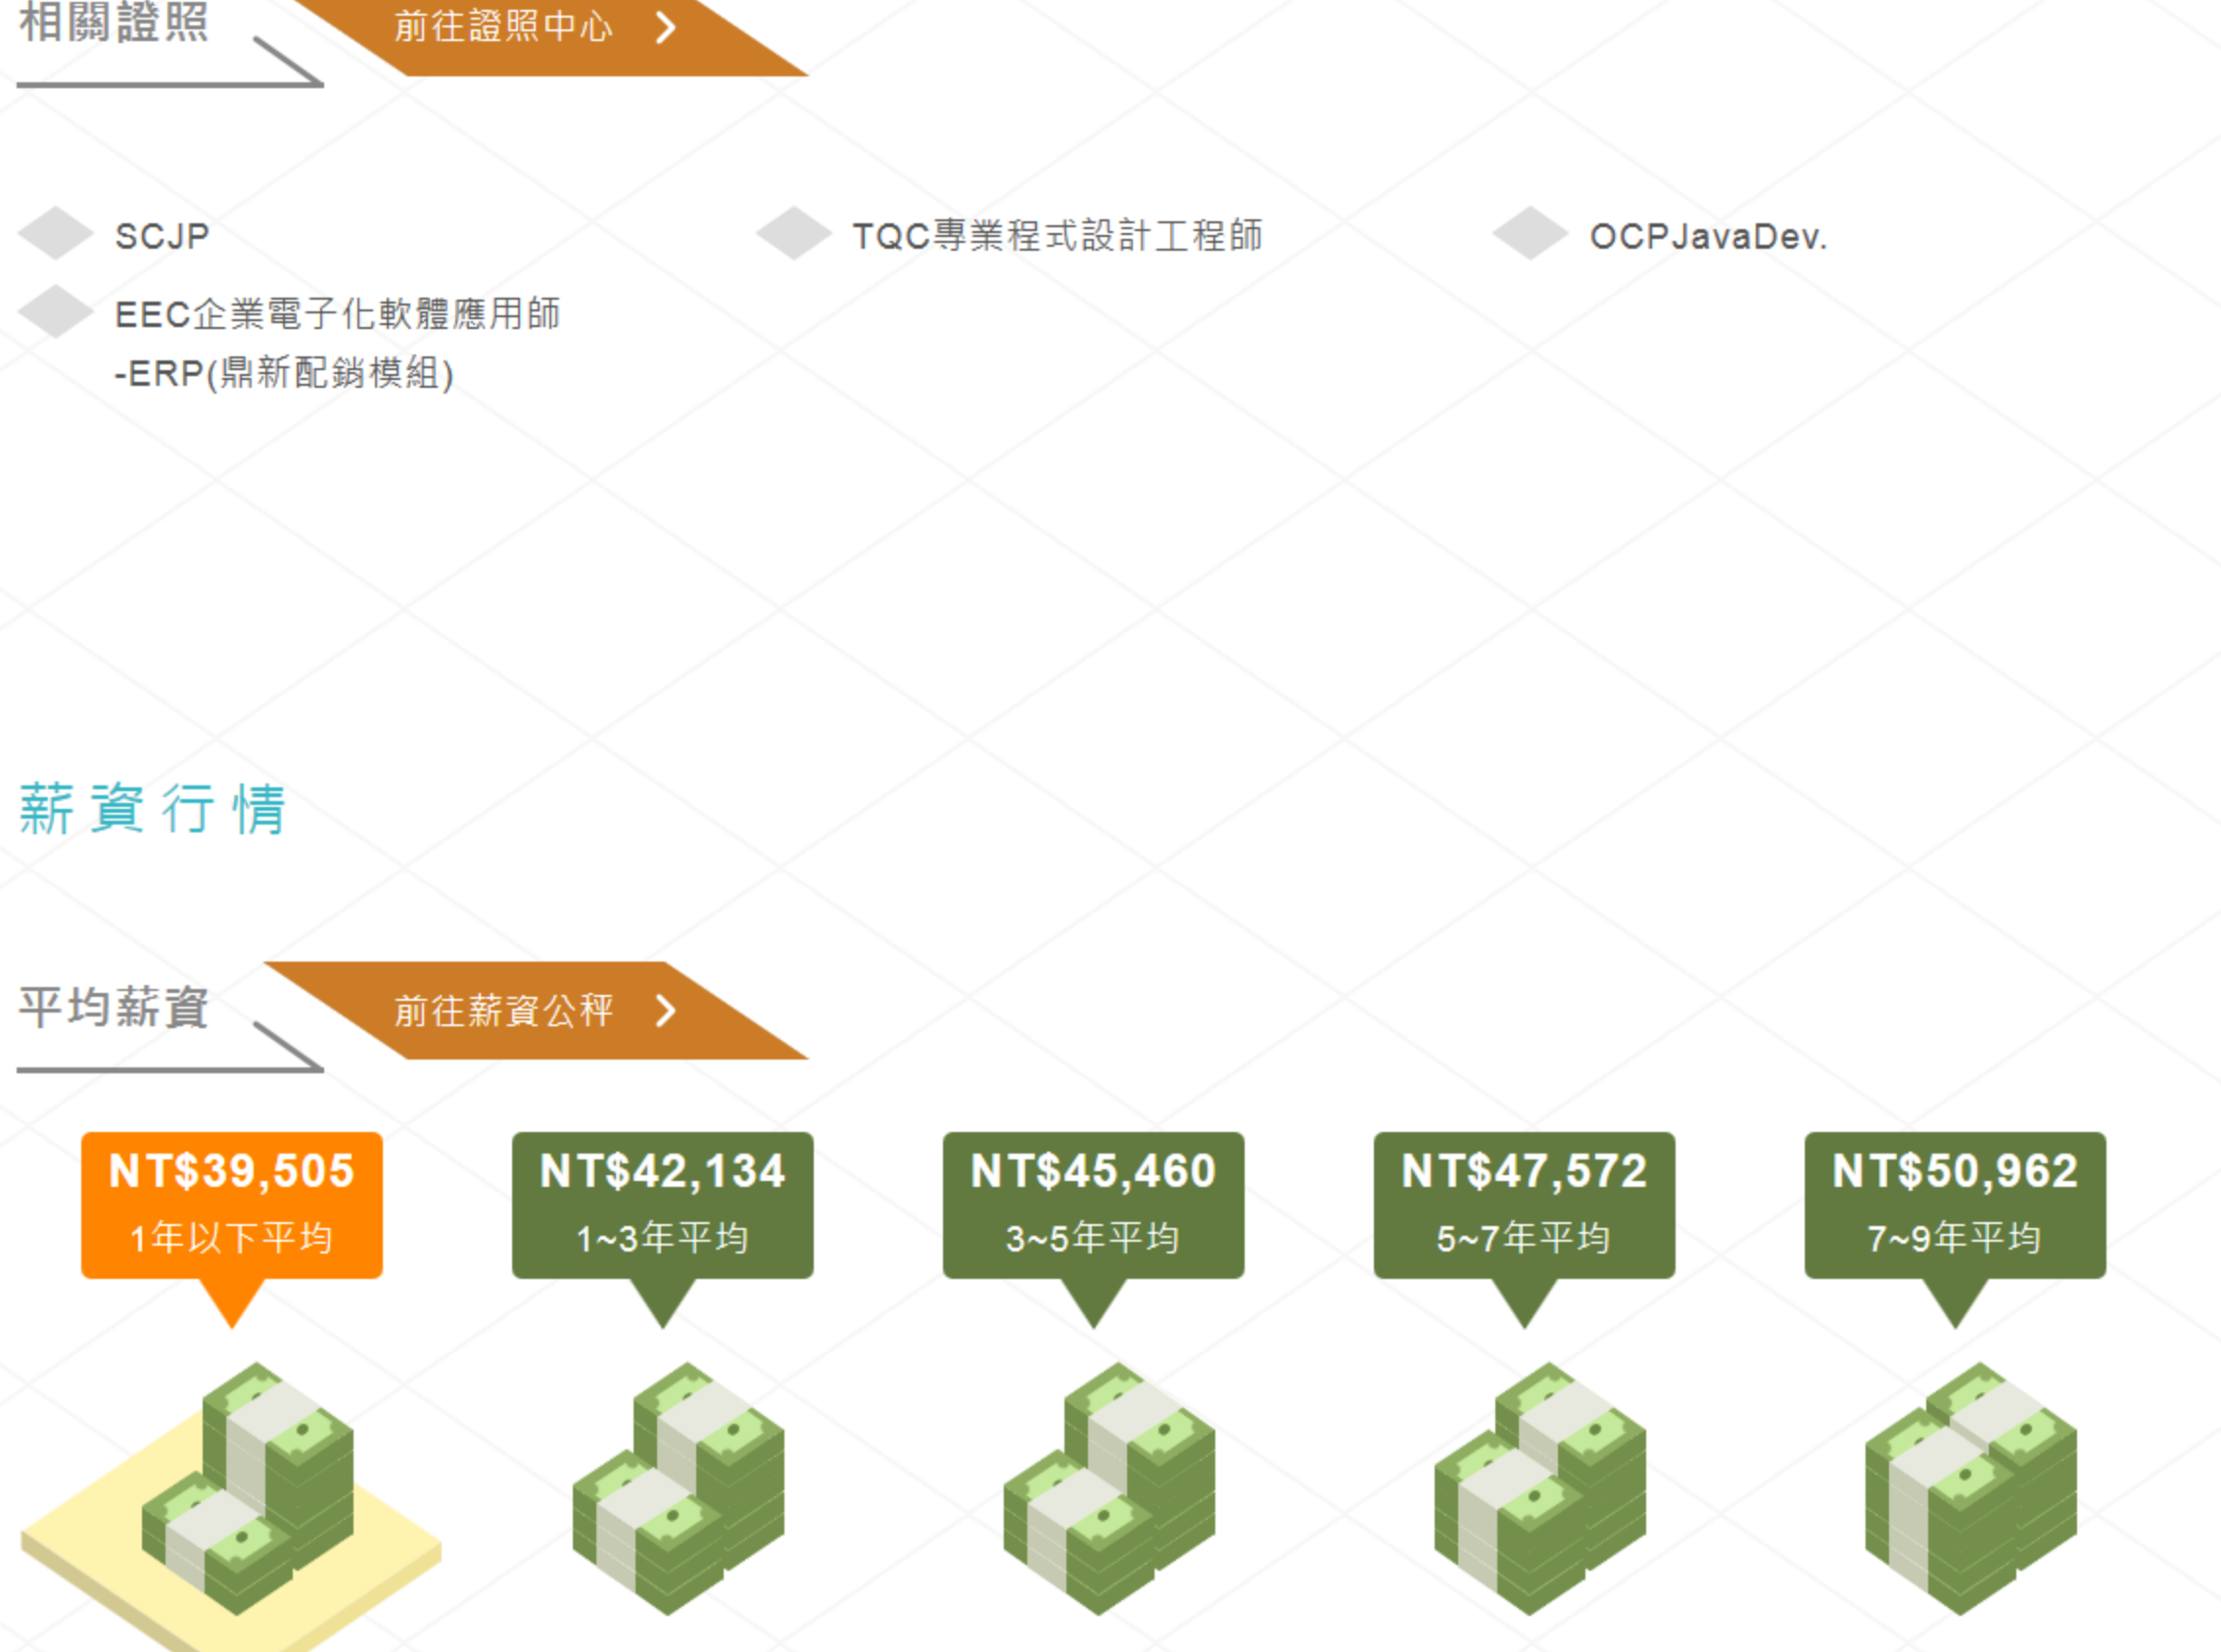 相關證照
前往證照中心
SCJP
TQC專業程式設計工程師
OCPJavaDev.
EEC企業電子化軟體應用師
-ERP(鼎新配銷模組)
薪資行情
平均薪資
前往薪資公秤
NT$39,505
1年以下平均
NT$42,134
1~3年平均
NT$45,460
3~5年平均
NT$47,572
5~7年平均
NT$50,962
7~9年平均